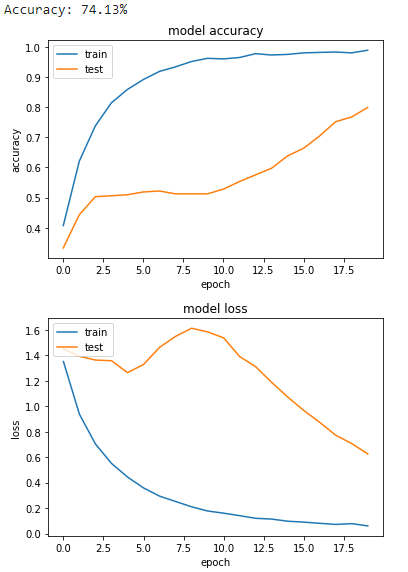 Accuracy: 74.13%
model accuracy
train
test
1.0
0.9
0.8
0.7
0.6
0.5
0.4
accuracy
0.0 2.5 5.0 7.5 10.0 12.5 15.0 17.5
epoch
model loss
train
test
1.6
1.4
1.2
1.0
0.8
0.6
0.4
0.2
0.0
loss
0.0 2.5 5.0 7.5 10.0 12.5 15.0 17.5
epoch